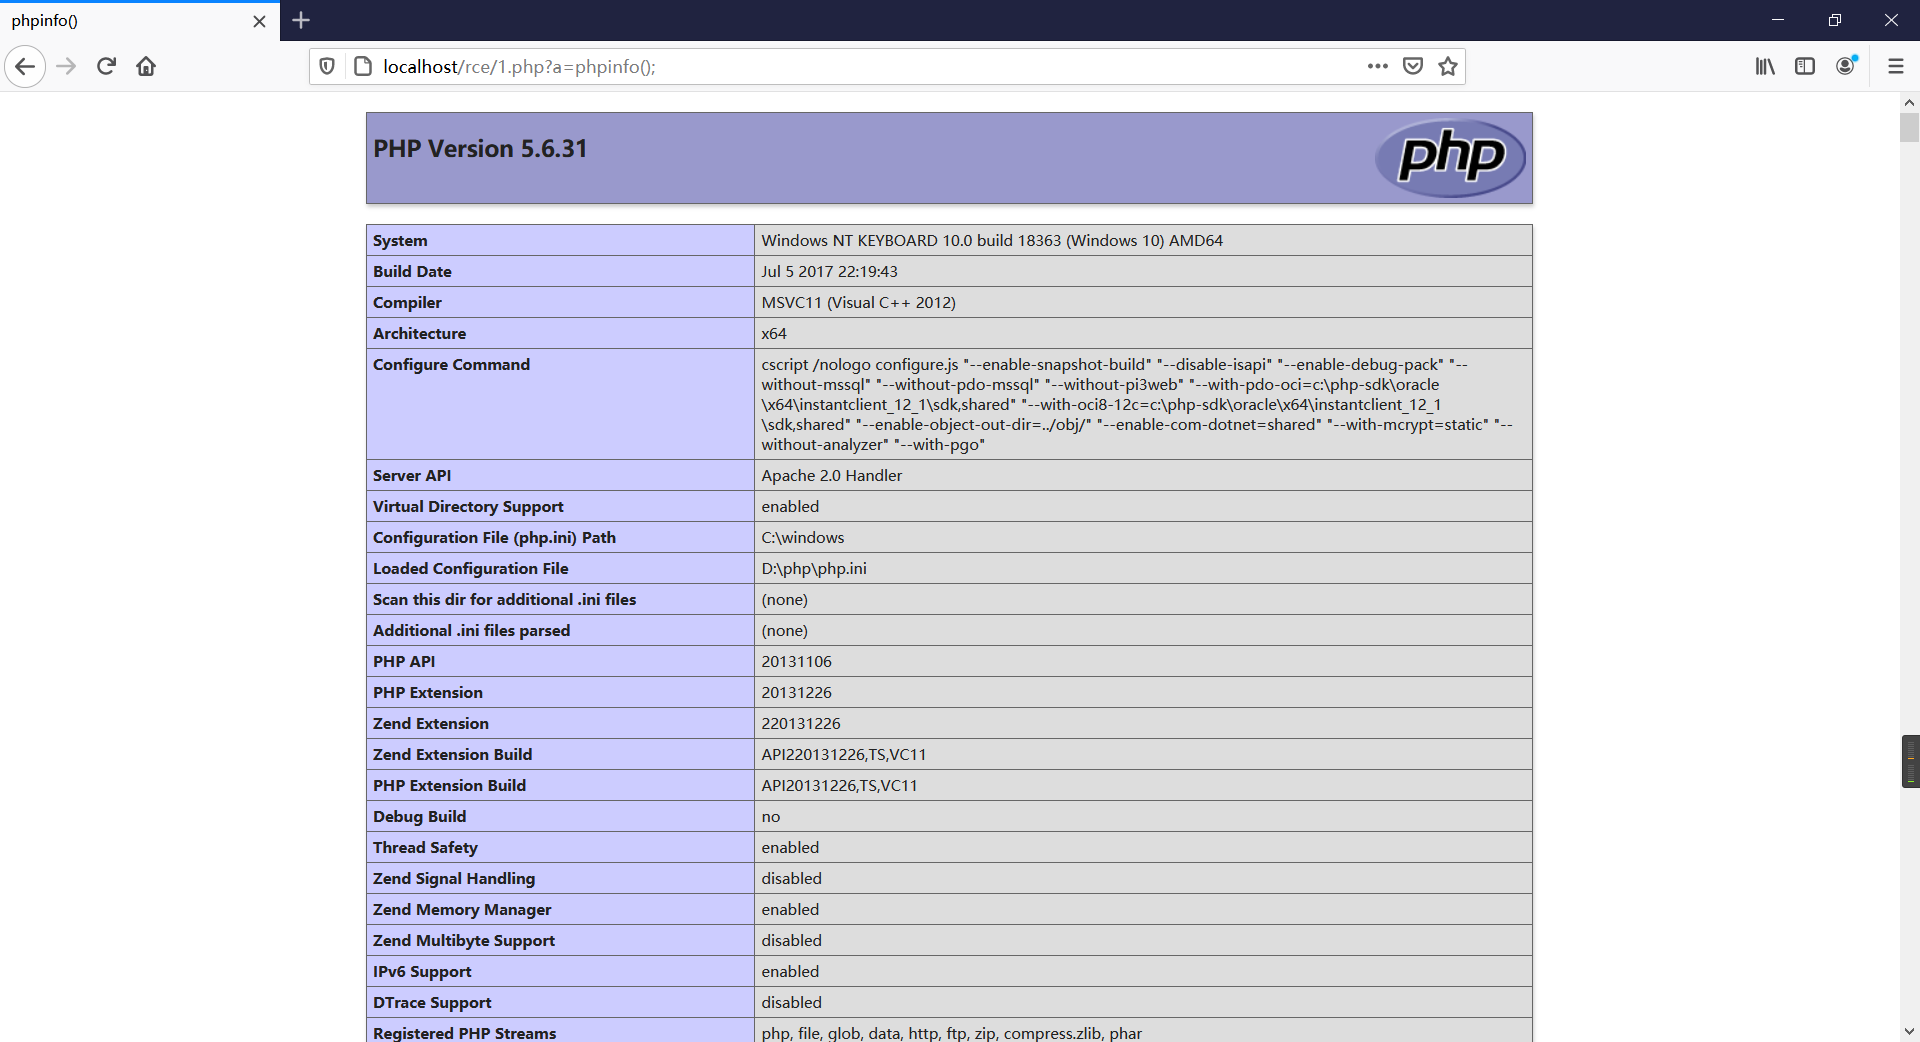 phpinfo()
localhost/rce/1.php?a=phpinfo();
PHP Version 5.6.31
php
System Windows NT KEYBOARD 10.0 build 18363 (Windows 10) AMD64
Build Date Jul 5 2017 22:19:43
Compiler MSVC11 (Visual C++ 2012)
Architecture x64
Configure Command cscript /nologo configure.js "--enable-snapshot-build" "--disable-isapi" "--enable-debug-pack" "--
without-mssql" "--without-pdo-mssql" "--without-pi3web" "--with-pdo-oci=c:\php-sdk\oracle
\x64\instantclient_12_1\sdk,shared" "--with-oci8-12c=c:\php-sdk\oracle\x64\instantclient_12_1
\sdk,shared" "--enable-object-out-dir=../obj/" "--enable-com-dotnet=shared" "--with-mcrypt=static" "--
without-analyzer" "--with-pgo"
Server API Apache 2.0 Handler
Virtual Directory Support enabled
Configuration File (php.ini) Path C:\windows
Loaded Configuration File D:\php\php.ini
Scan this dir for additional .ini files (none)
Additional .ini files parsed (none)
PHP API 20131106
PHP Extension 20131226
Zend Extension 220131226
Zend Extension Build API220131226,TS,VC11
PHP Extension Build API20131226,TS,VC11
Debug Build no
Thread Safety enabled
Zend Signal Handling disabled
Zend Memory Manager enabled
Zend Multibyte Support disabled
IPv6 Support enabled
DTrace Support disabled
Registered PHP Streams php, file, glob, data, http, ftp, zip, compress.zlib, phar